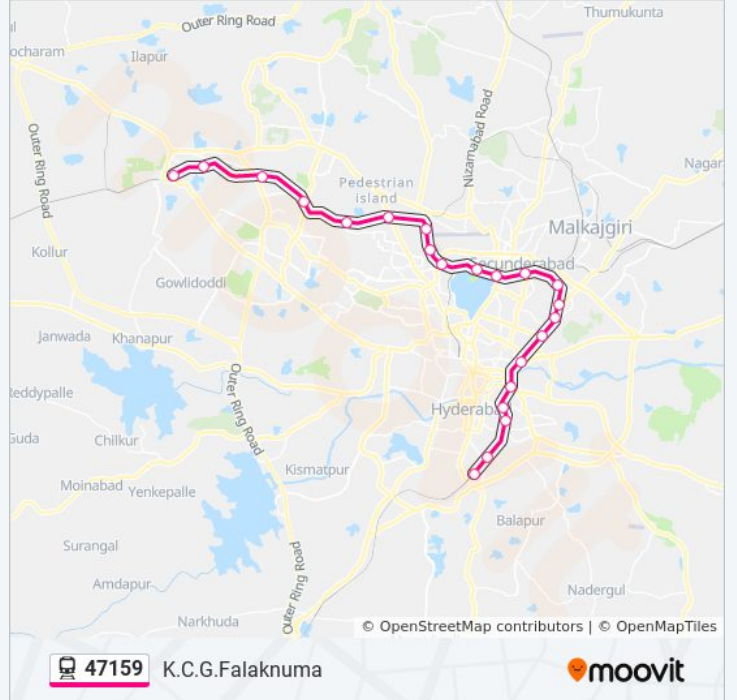 Outer Ring Road
Thumukunta
ocharam
Ilapur
Outer Ring Road
Nizamabad Road
Nagar
Pedestrian
island
Malkajgiri
Kollur
Secunderabad
Gowlidoddi
Janwada
Khanapur
Outer Ring Road
Reddypalle
Hyderabad
Guda
Chilkur
Kismatpur
Moinabad
Yenkepalle
Balapur
Surangal
Outer Ring Road
Amdapur
Nadergul
Narkhuda
© OpenStreetMap contributors | © OpenMapTiles
47159 K.C.G.Falaknuma
moovit